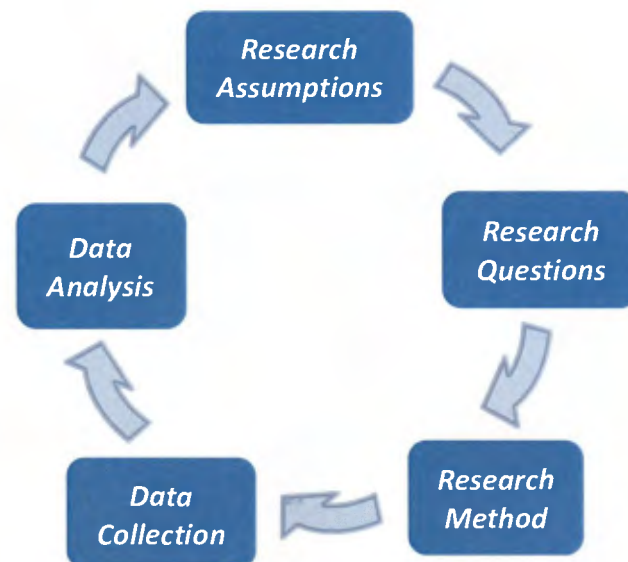 Research
Assumptions
Research
Questions
Research
Method
Data
Collection
Data
Analysis